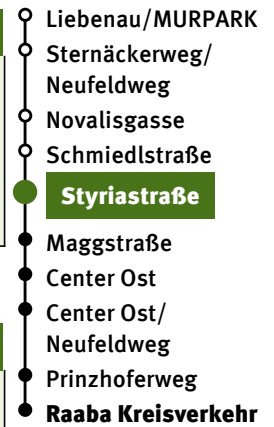 Liebenau/MURPARK
Sternäckerweg/
Neufeldweg
Novalisgasse
Schmiedlstraße
Styriastraße
Maggstraße
Center Ost
Center Ost/
Neufeldweg
Prinzhoferweg
Raaba Kreisverkehr